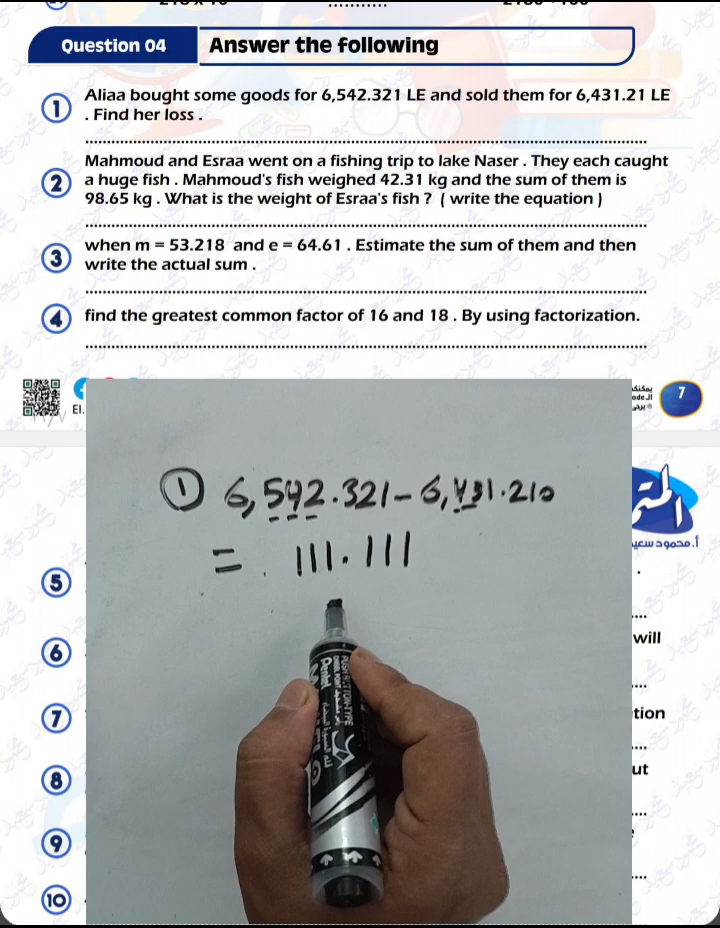 Question 04 Answer the following
1 Aliaa bought some goods for 6,542.321 LE and sold them for 6,431.21 LE
. Find her loss .
Mahmoud and Esraa went on a fishing trip to lake Naser . They each caught
2 a huge fish . Mahmoud's fish weighed 42.31 kg and the sum of them is
98.65 kg . What is the weight of Esraa's fish ? ( write the equation )
3 when m = 53.218 and e = 64.61 . Estimate the sum of them and then
write the actual sum .
4 find the greatest common factor of 16 and 18 . By using factorization.
7
El.
1 6,542.321 - 6,431.210
= 111.111
5
6 will
7 tion
8 ut
9
10
PUSH BUTTON-TYPE
Pentel